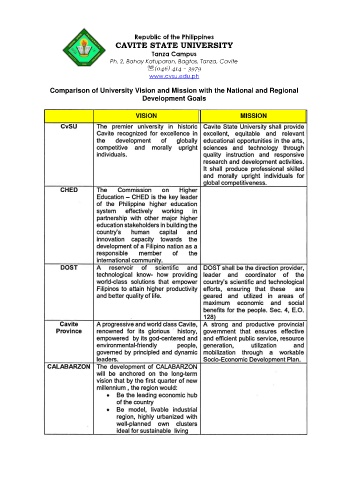 Republic of the Philippines
CAVITE STATE UNIVERSITY
Tanza Campus
Ph. 2, Bahay Katuparan, Bagtas, Tanza, Cavite
☏(046) 414 – 3979
www.cvsu.edu.ph
Comparison of University Vision and Mission with the National and Regional
Development Goals
VISION
MISSION
CvSU
The premier university in historic
Cavite recognized for excellence in
the development of globally
competitive and morally upright
individuals.
Cavite State University shall provide
excellent, equitable and relevant
educational opportunities in the arts,
sciences and technology through
quality instruction and responsive
research and development activities.
It shall produce professional skilled
and morally upright individuals for
global competitiveness.
CHED
The Commission on Higher
Education – CHED is the key leader
of the Philippine higher education
system effectively working in
partnership with other major higher
education stakeholders in building the
country's human capital and
innovation capacity towards the
development of a Filipino nation as a
responsible member of the
international community.
DOST
A reservoir of scientific and
technological know- how providing
world-class solutions that empower
Filipinos to attain higher productivity
and better quality of life.
DOST shall be the direction provider,
leader and coordinator of the
country's scientific and technological
efforts, ensuring that these are
geared and utilized in areas of
maximum economic and social
benefits for the people. Sec. 4, E.O.
128)
Cavite
Province
A progressive and world class Cavite,
renowned for its glorious history,
empowered by its god-centered and
environmental-friendly people,
governed by principled and dynamic
leaders.
A strong and productive provincial
government that ensures effective
and efficient public service, resource
generation, utilization and
mobilization through a workable
Socio-Economic Development Plan.
CALABARZON
The development of CALABARZON
will be anchored on the long-term
vision that by the first quarter of new
millennium , the region would:
• Be the leading economic hub
of the country
• Be model, livable industrial
region, highly urbanized with
well-planned own clusters
ideal for sustainable living